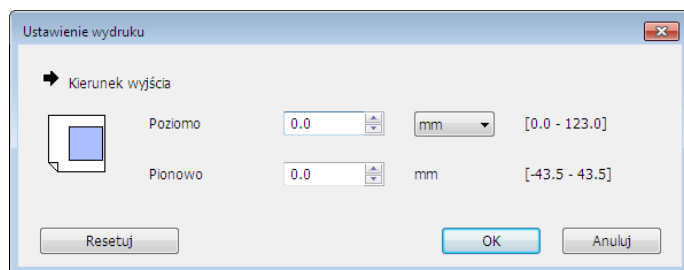 Ustawienie wydruku
Kierunek wyjścia
Poziomo 0.0 mm [0.0 - 123.0]
Pionowo 0.0 mm [-43.5 - 43.5]
Resetuj OK Anuluj